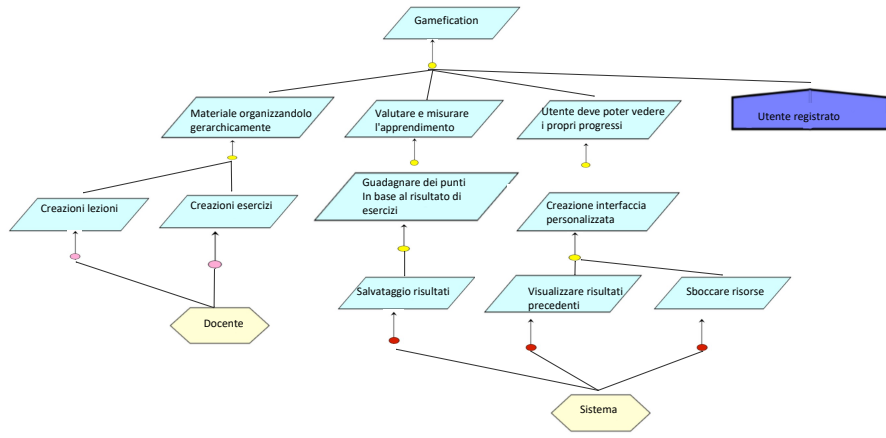 Gamefication
Materiale organizzandolo
gerarchicamente
Valutare e misurare
l'apprendimento
Utente deve poter vedere
i propri progressi
Utente registrato
Creazioni lezioni
Creazioni esercizi
Guadagnare dei punti
In base al risultato di
esercizi
Creazione interfaccia
personalizzata
Salvataggio risultati
Visualizzare risultati
precedenti
Sboccare risorse
Docente
Sistema